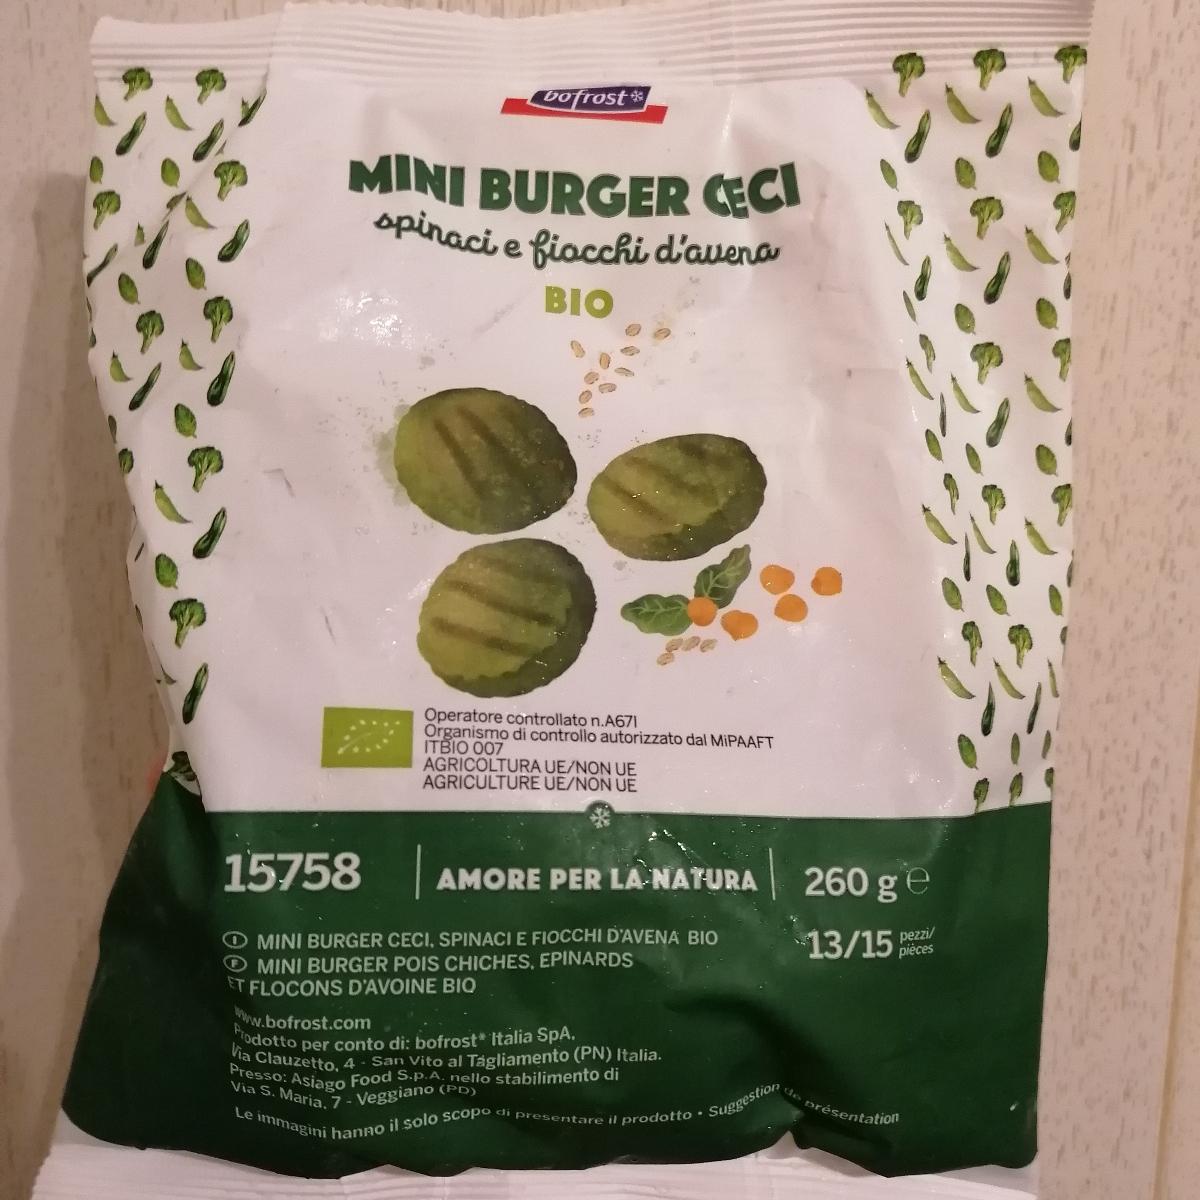 bofrost*
MINI BURGER CECI
spinaci e fiocchi d'avena
BIO
Operatore controllato n.A671
Organismo di controllo autorizzato dal MiPAAFT
ITBIO 007
AGRICOLTURA UE/NON UE
AGRICULTURE UE/NON UE
15758
AMORE PER LA NATURA
260 g ℮
I MINI BURGER CECI, SPINACI E FIOCCHI D'AVENA BIO
13/15 pezzi/
pièces
F MINI BURGER POIS CHICHES, EPINARDS
ET FLOCONS D'AVOINE BIO
www.bofrost.com
Prodotto per conto di: bofrost* Italia SpA,
Via Clauzetto, 4 - San Vito al Tagliamento (PN) Italia.
Presso: Asiago Food S.p.A. nello stabilimento di
Via S. Maria, 7 - Veggiano (PD)
Le immagini hanno il solo scopo di presentare il prodotto • Suggestion de présentation